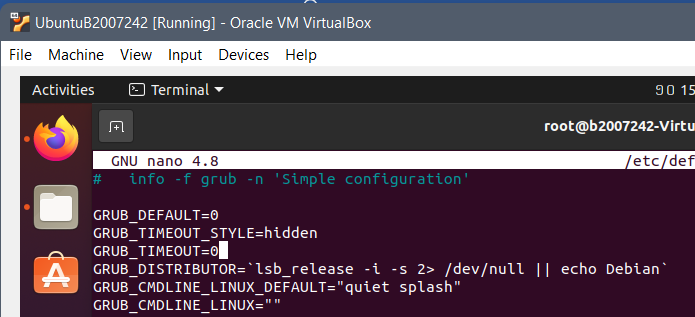 UbuntuB2007242 [Running] - Oracle VM VirtualBox
File Machine View Input Devices Help
Activities Terminal ๑๐ 15
root@b2007242-Virtu
GNU nano 4.8 /etc/def
# info -f grub -n 'Simple configuration'
GRUB_DEFAULT=0
GRUB_TIMEOUT_STYLE=hidden
GRUB_TIMEOUT=0
GRUB_DISTRIBUTOR=`lsb_release -i -s 2> /dev/null || echo Debian`
GRUB_CMDLINE_LINUX_DEFAULT="quiet splash"
GRUB_CMDLINE_LINUX=""